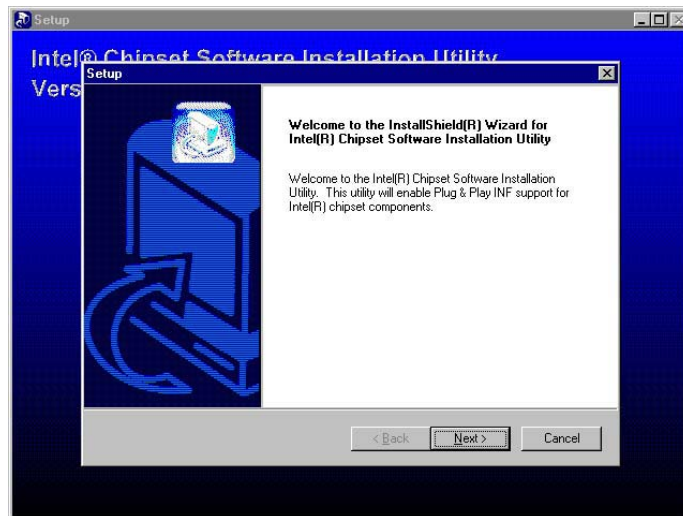 Setup
Intel® Chipset Software Installation Utility
Vers
Setup
Welcome to the InstallShield(R) Wizard for
Intel(R) Chipset Software Installation Utility
Welcome to the Intel(R) Chipset Software Installation
Utility. This utility will enable Plug & Play INF support for
Intel(R) chipset components.
< Back
Next >
Cancel